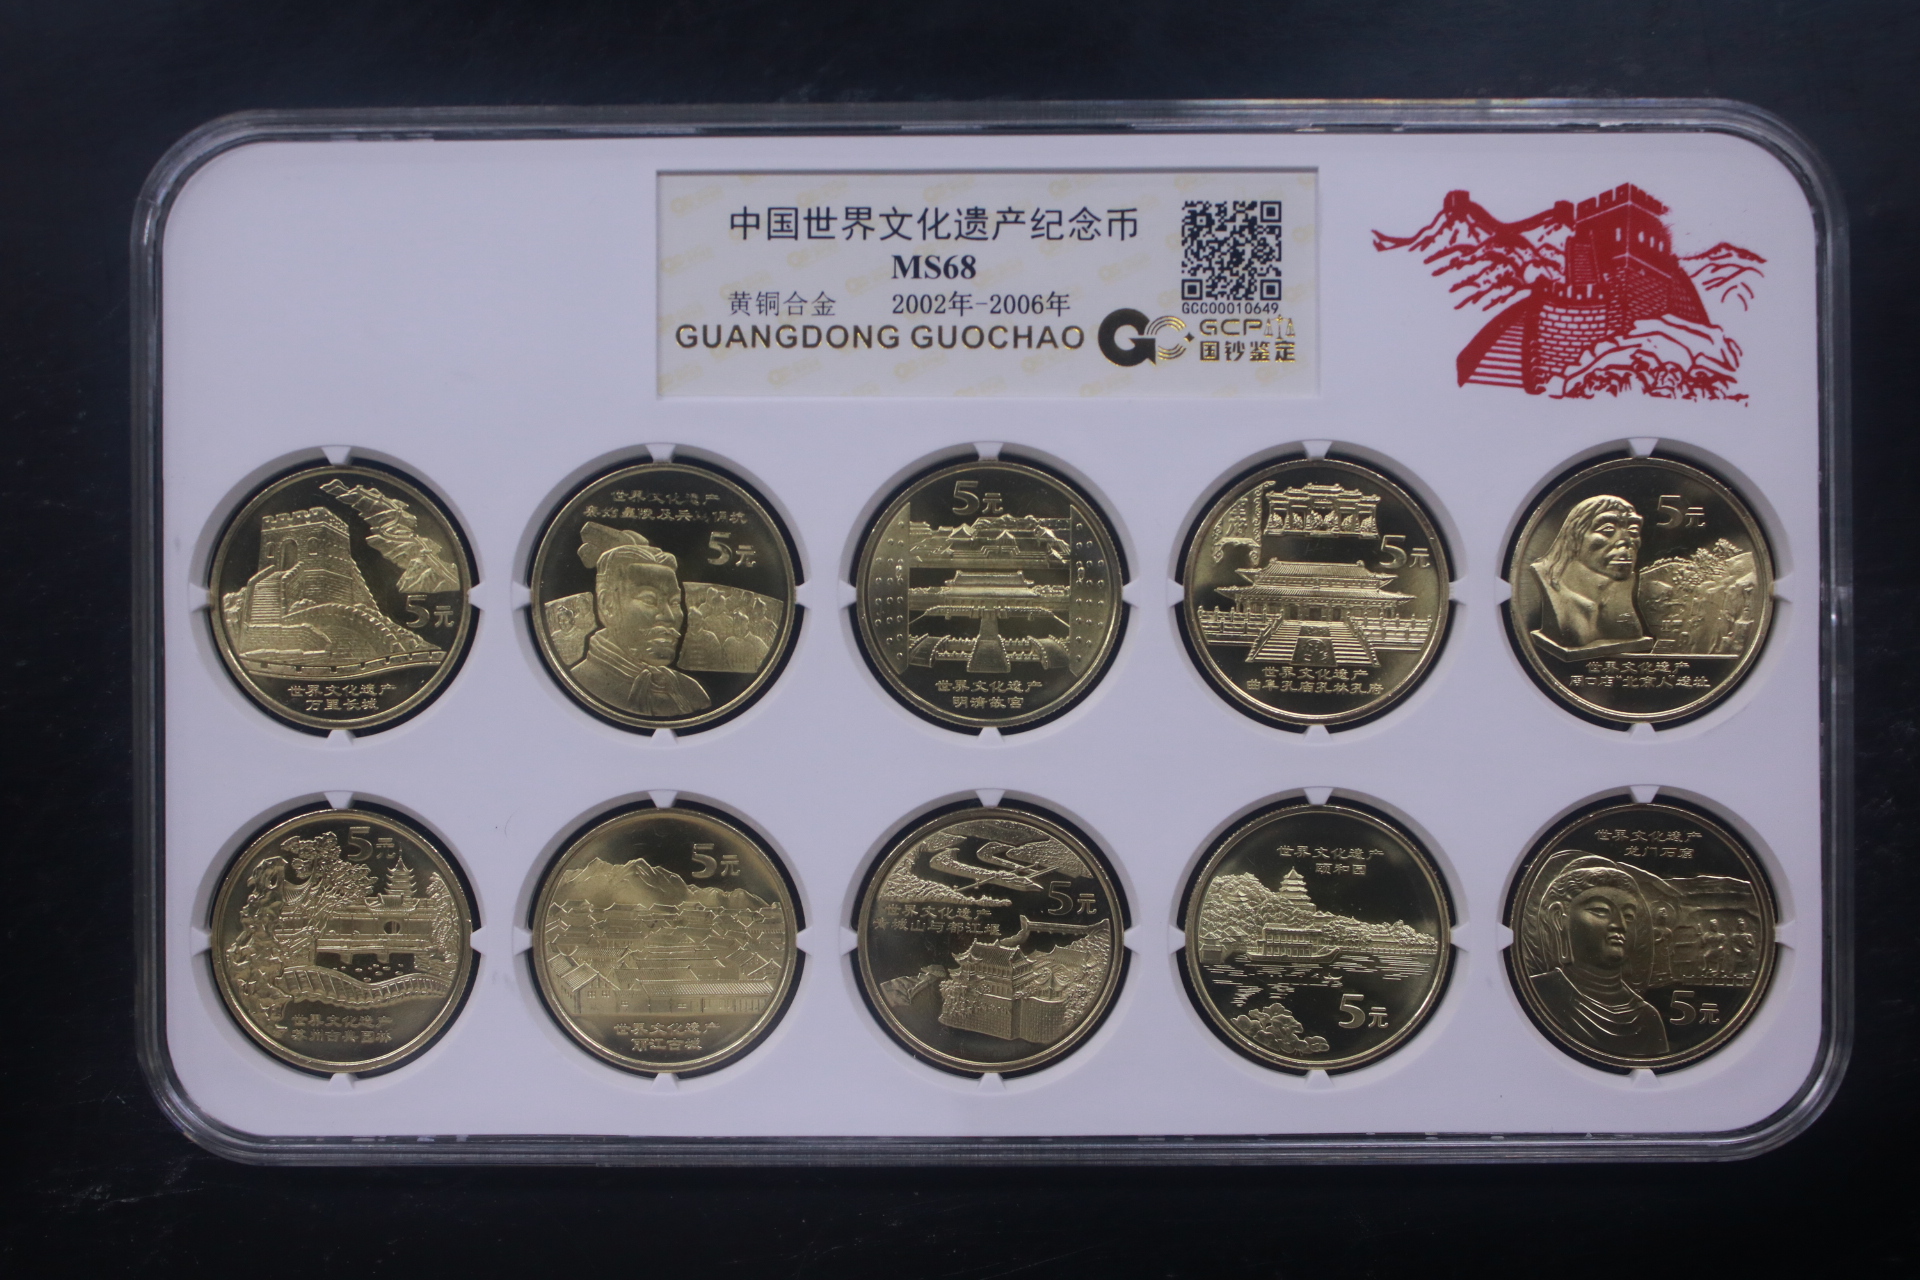 中国世界文化遗产纪念币
MS68
黄铜合金 2002年-2006年
GCC00010649
GUANGDONG GUOCHAO
GC
GCP
国钞鉴定
5元
世界文化遗产
万里长城
世界文化遗产
秦始皇陵及兵马俑坑
5元
5元
世界文化遗产
明清故宫
5元
世界文化遗产
曲阜孔庙孔林孔府
5元
世界文化遗产
周口店“北京人”遗址
5元
世界文化遗产
苏州古典园林
5元
世界文化遗产
丽江古城
5元
世界文化遗产
青城山与都江堰
世界文化遗产
颐和园
5元
世界文化遗产
龙门石窟
5元